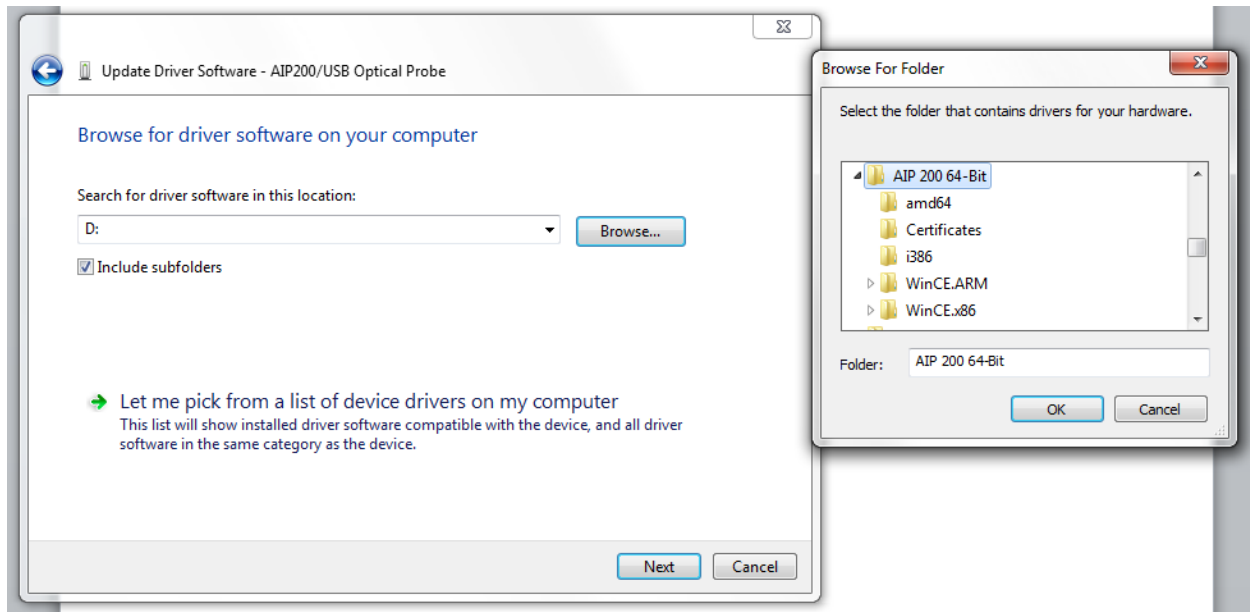 Update Driver Software - AIP200/USB Optical Probe
Browse for driver software on your computer
Search for driver software in this location:
D:
Browse...
Include subfolders
Let me pick from a list of device drivers on my computer
This list will show installed driver software compatible with the device, and all driver
software in the same category as the device.
Next
Cancel
Browse For Folder
Select the folder that contains drivers for your hardware.
AIP 200 64-Bit
amd64
Certificates
i386
WinCE.ARM
WinCE.x86
Folder:
AIP 200 64-Bit
OK
Cancel